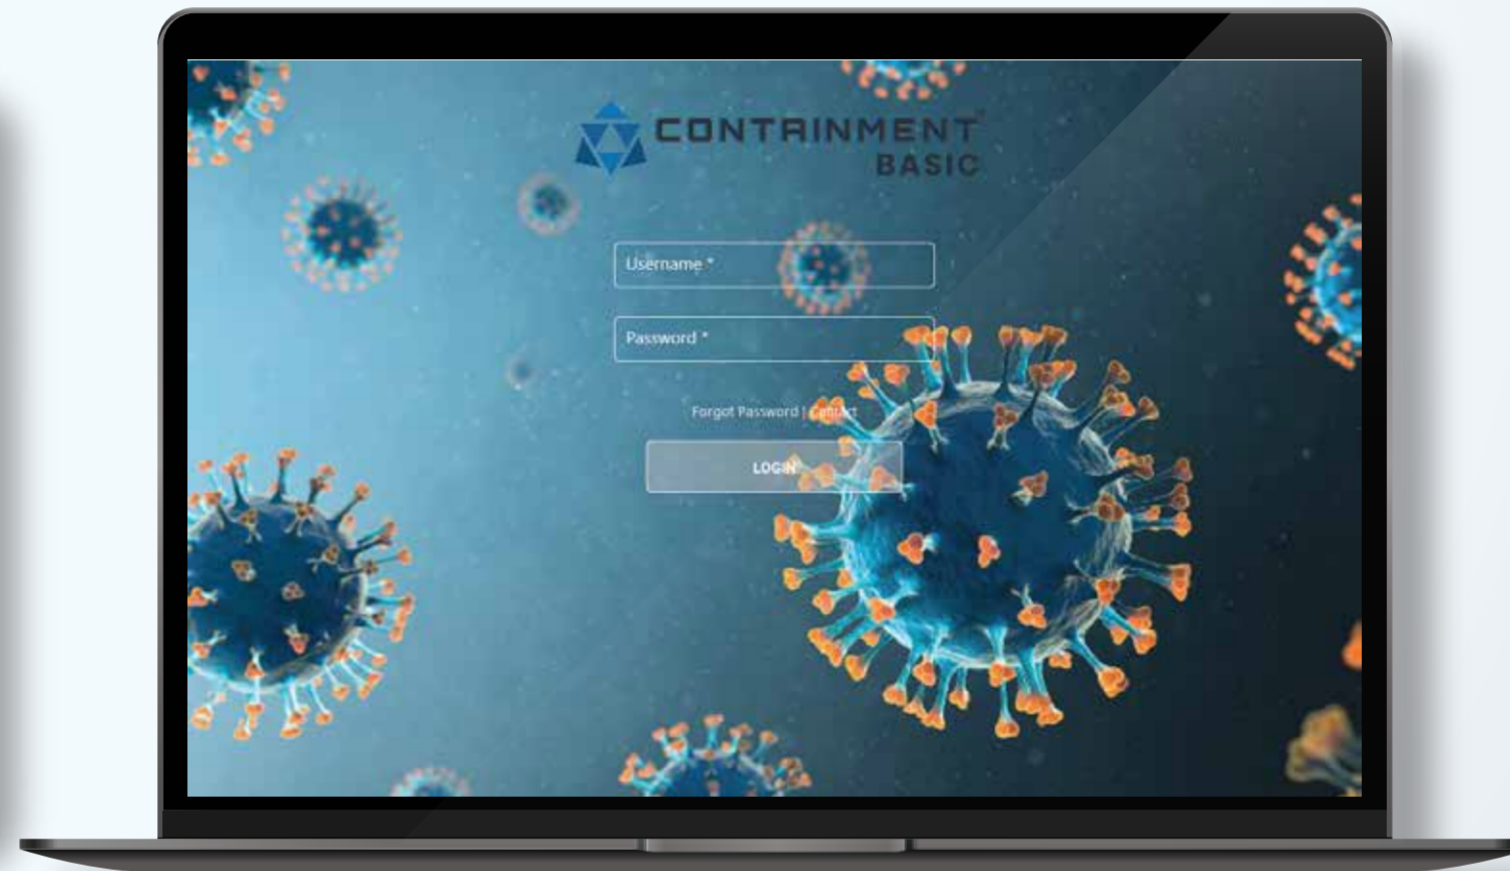 CONTAINMENT
BASIC
Username *
Password *
Forgot Password | Contact
LOGIN